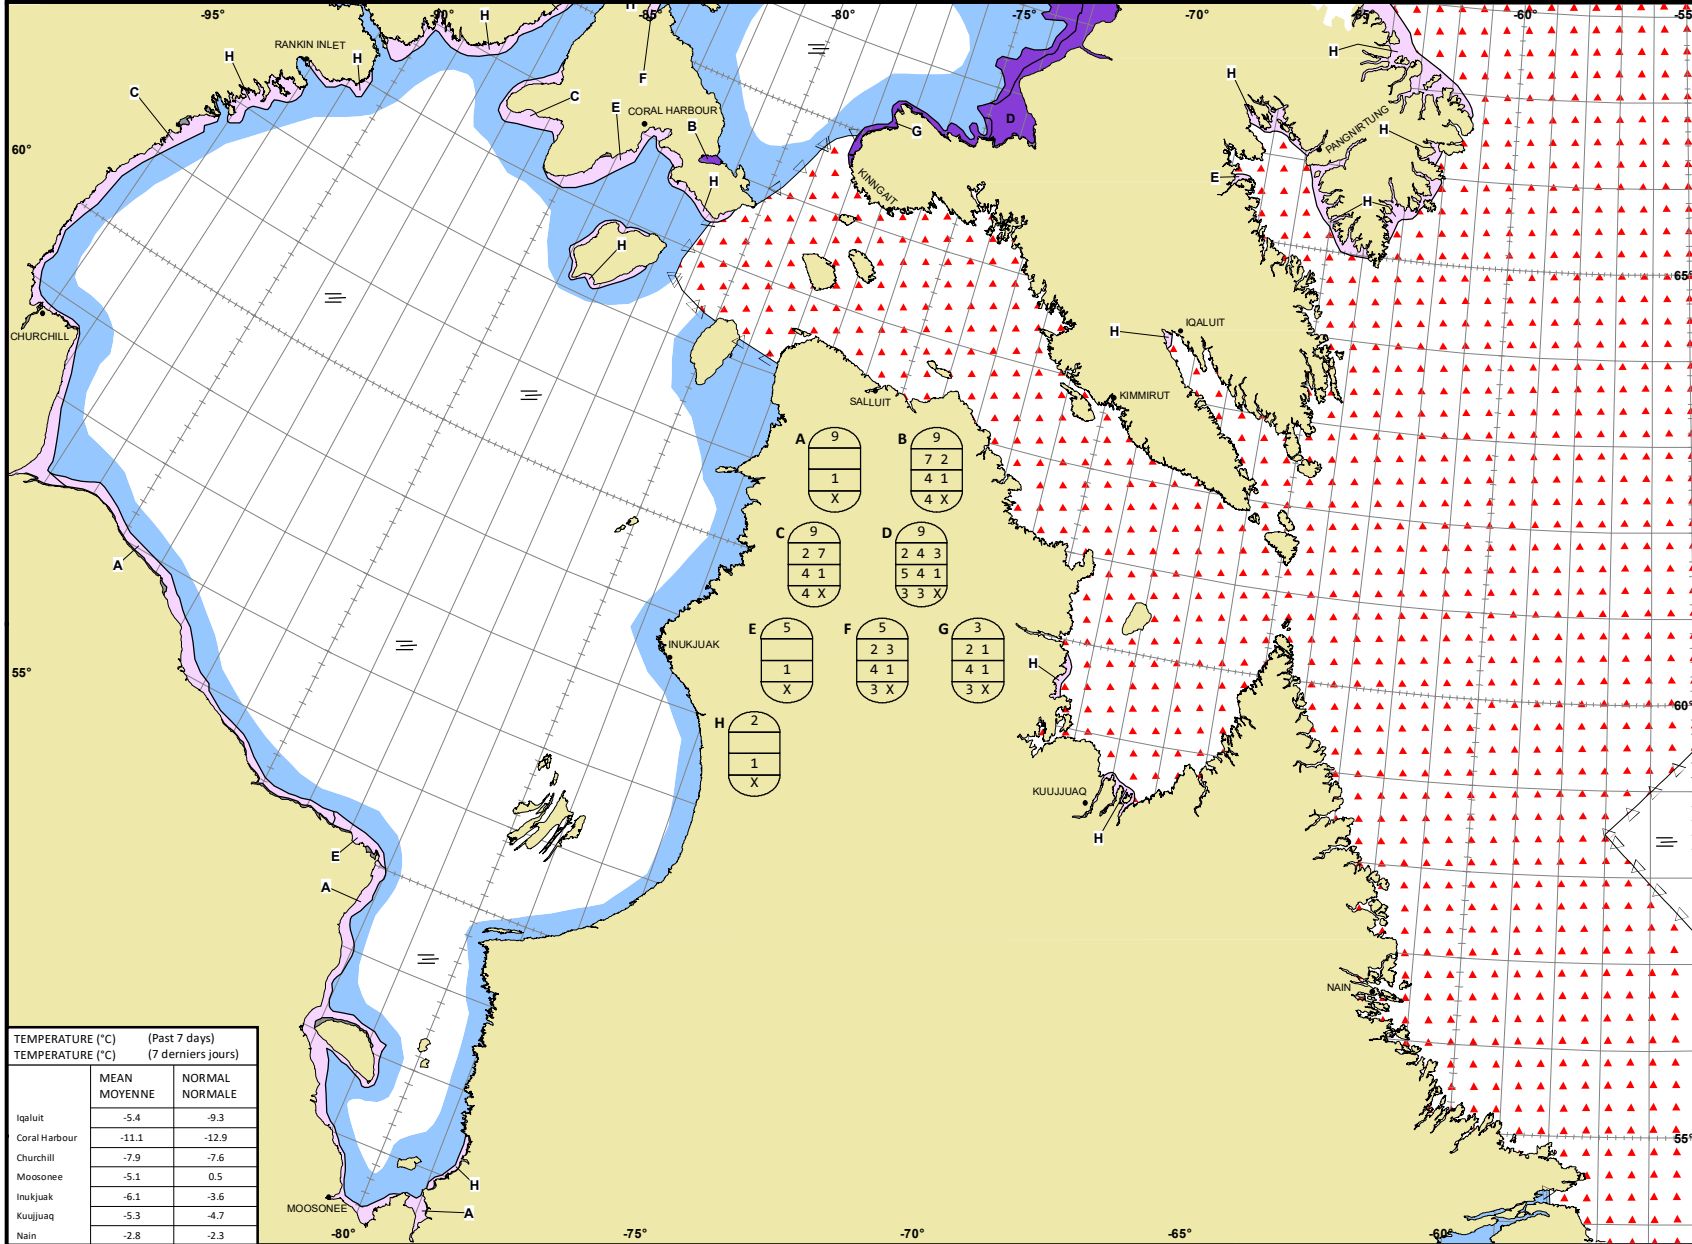 -95°
-90°
-85°
-80°
-75°
-70°
-65°
-60°
-55°
H
H
RANKIN INLET
H
H
H
H
C
F
C
E
CORAL HARBOUR
B
D
G
PANGNIRTUNG
H
60°
KINNGAIT
E
H
H
H
65°
CHURCHILL
H
IQALUIT
SALLUIT
KIMMIRUT
A
9
1
X
B
9
7 2
4 1
4 X
C
9
2 7
4 1
4 X
D
9
2 4 3
5 4 1
3 3 X
A
E
5
1
X
F
5
2 3
4 1
3 X
G
3
2 1
4 1
3 X
INUKJUAK
H
55°
60°
H
2
1
X
KUUJJUAQ
H
E
A
NAIN
TEMPERATURE (°C) (Past 7 days)
TEMPERATURE (°C) (7 derniers jours)
MEAN NORMAL
MOYENNE NORMALE
Iqaluit -5.4 -9.3
Coral Harbour -11.1 -12.9
Churchill -7.9 -7.6
Moosonee -5.1 0.5
Inukjuak -6.1 -3.6
Kuujjuaq -5.3 -4.7
Nain -2.8 -2.3
55°
H
MOOSONEE
A
-80°
-75°
-70°
-65°
-60°